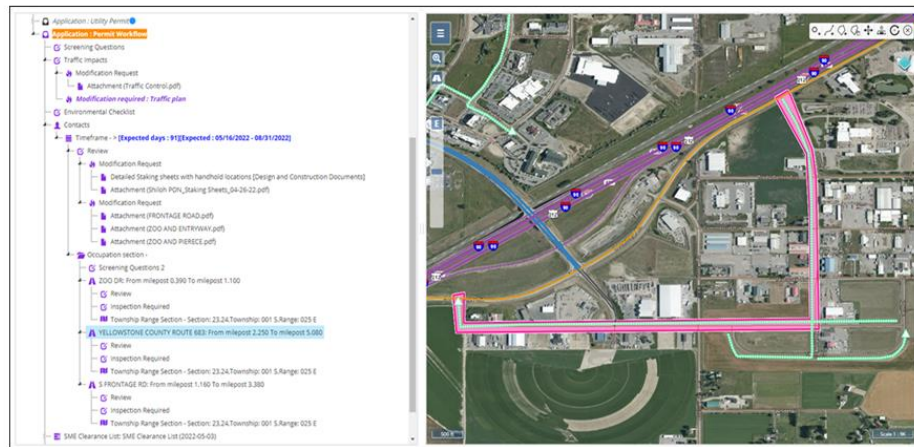 Application : Utility Permit
Application : Permit Workflow
Screening Questions
Traffic Impacts
Modification Request
Attachment (Traffic Control.pdf)
Modification required : Traffic plan
Environmental Checklist
Contacts
Timeframe - > [Expected days : 91][Expected : 05/16/2022 - 08/31/2022]
Review
Modification Request
Detailed Staking sheets with handhold locations [Design and Construction Documents]
Attachment (Shiloh PON_Staking Sheets_04-26-22.pdf)
Modification Request
Attachment (FRONTAGE ROAD.pdf)
Attachment (ZOO AND ENTRYWAY.pdf)
Attachment (ZOO AND PIERECE.pdf)
Occupation section -
Screening Questions 2
ZOO DR: From milepost 0.390 To milepost 1.100
Review
Inspection Required
Township Range Section - Section: 23,24,Township: 001 S,Range: 025 E
YELLOWSTONE COUNTY ROUTE 683: From milepost 2.250 To milepost 5.080
Review
Inspection Required
Township Range Section - Section: 23,24,Township: 001 S,Range: 025 E
S FRONTAGE RD: From milepost 1.160 To milepost 3.380
Review
Inspection Required
Township Range Section - Section: 23,24,Township: 001 S,Range: 025 E
SME Clearance List: SME Clearance List (2022-05-03)
E